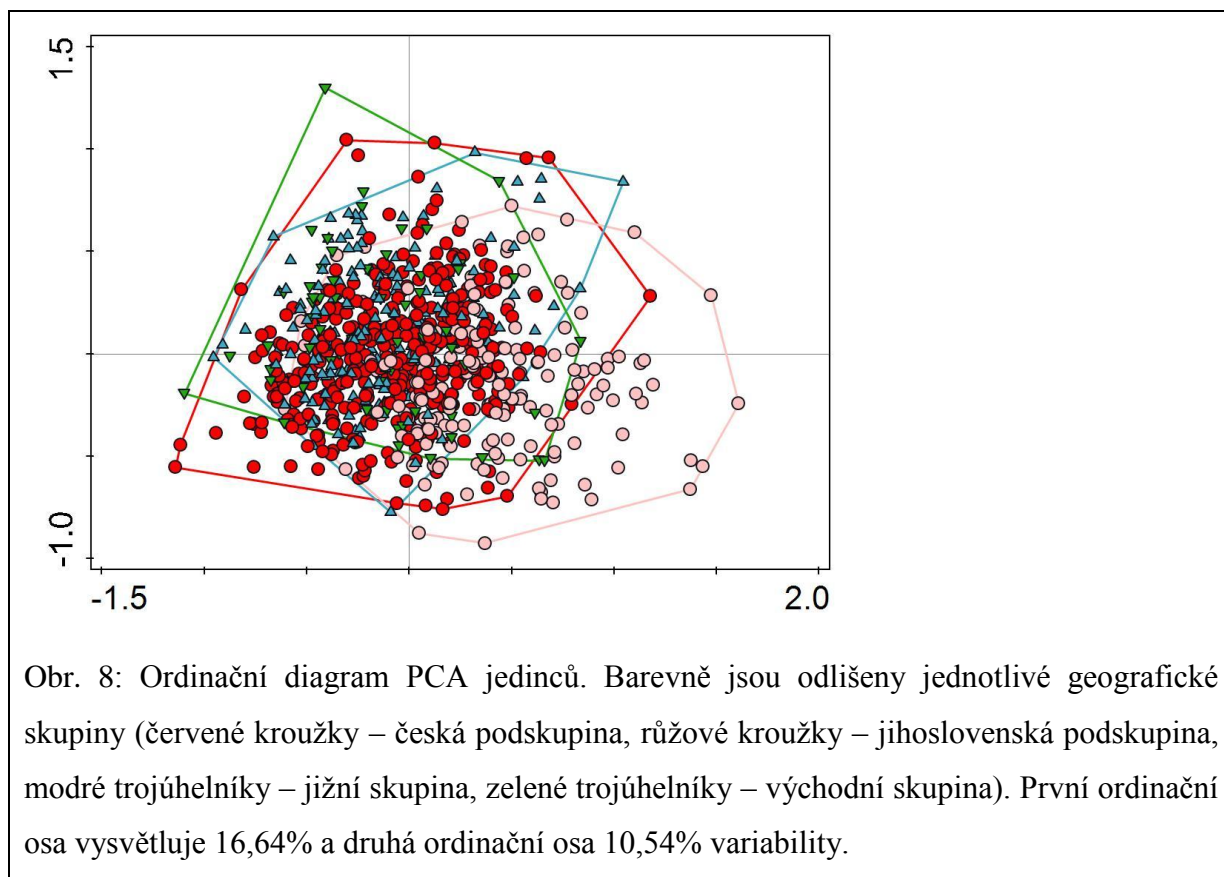 1.5
-1.0
-1.5 2.0
Obr. 8: Ordinační diagram PCA jedinců. Barevně jsou odlišeny jednotlivé geografické
skupiny (červené kroužky – česká podskupina, růžové kroužky – jihoslovenská podskupina,
modré trojúhelníky – jižní skupina, zelené trojúhelníky – východní skupina). První ordinační
osa vysvětluje 16,64% a druhá ordinační osa 10,54% variability.